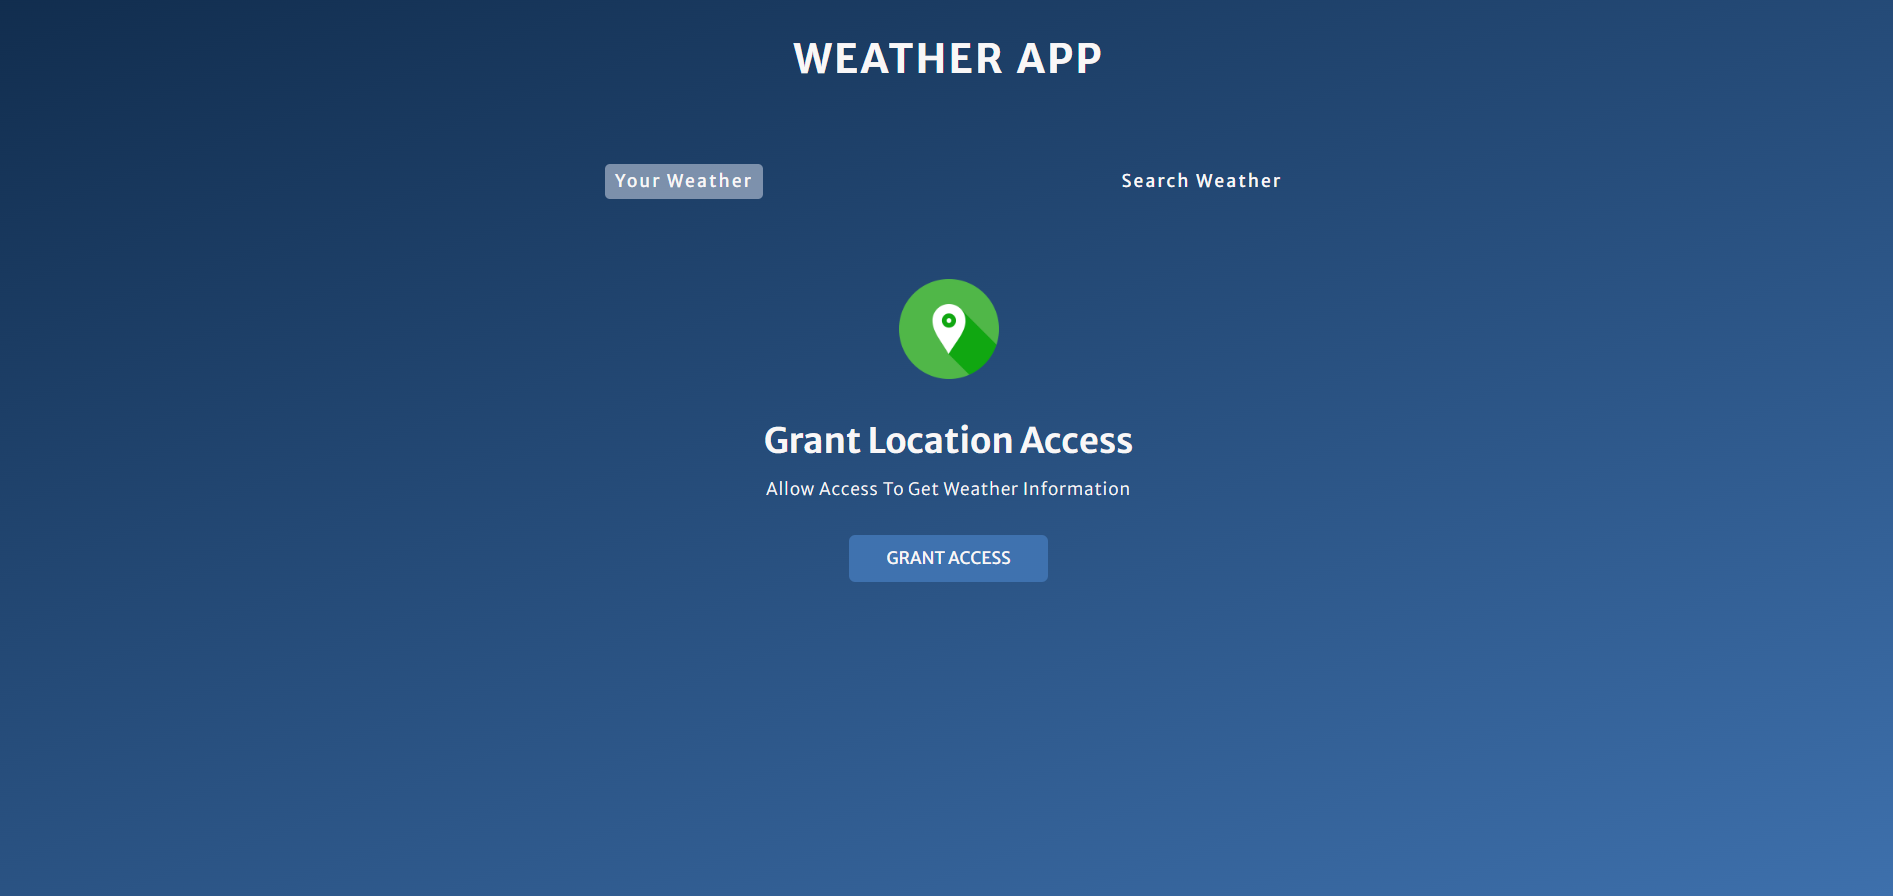 WEATHER APP
Your Weather
Search Weather
Grant Location Access
Allow Access To Get Weather Information
GRANT ACCESS